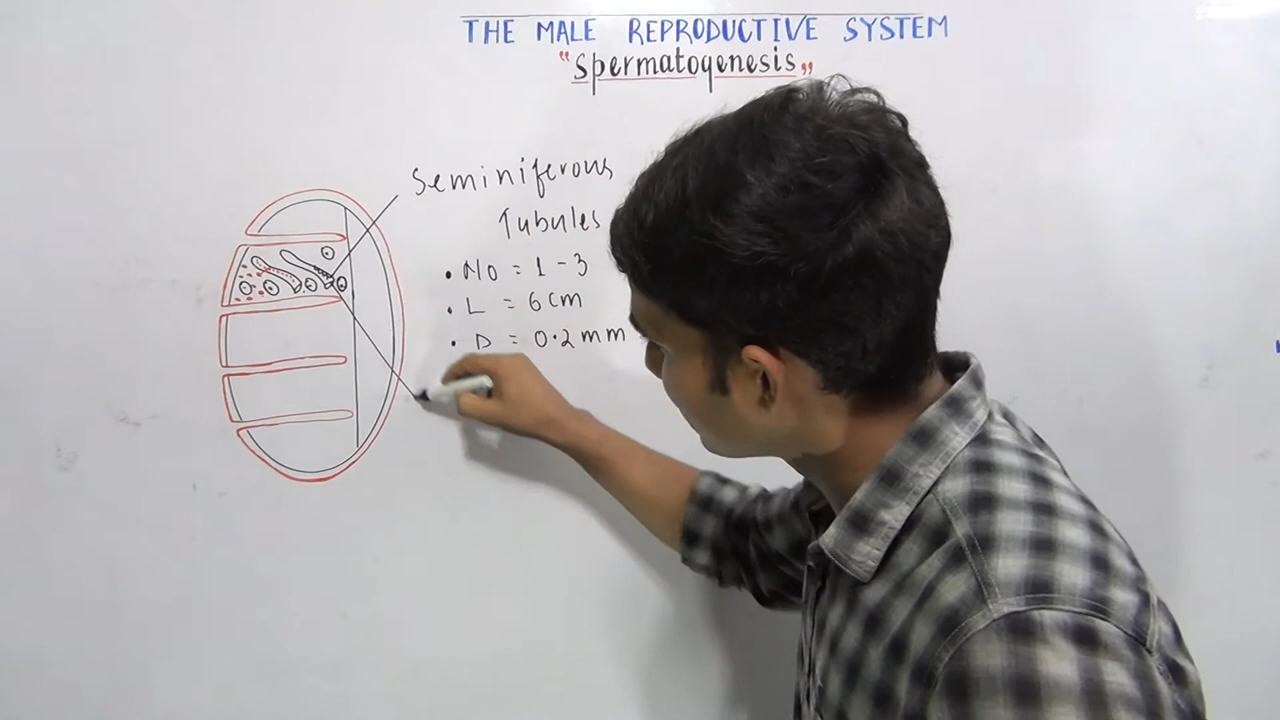 THE MALE REPRODUCTIVE SYSTEM
"Spermatogenesis„
Seminiferous
Tubules
• No = 1 - 3
• L = 6 cm
• D = 0.2 mm